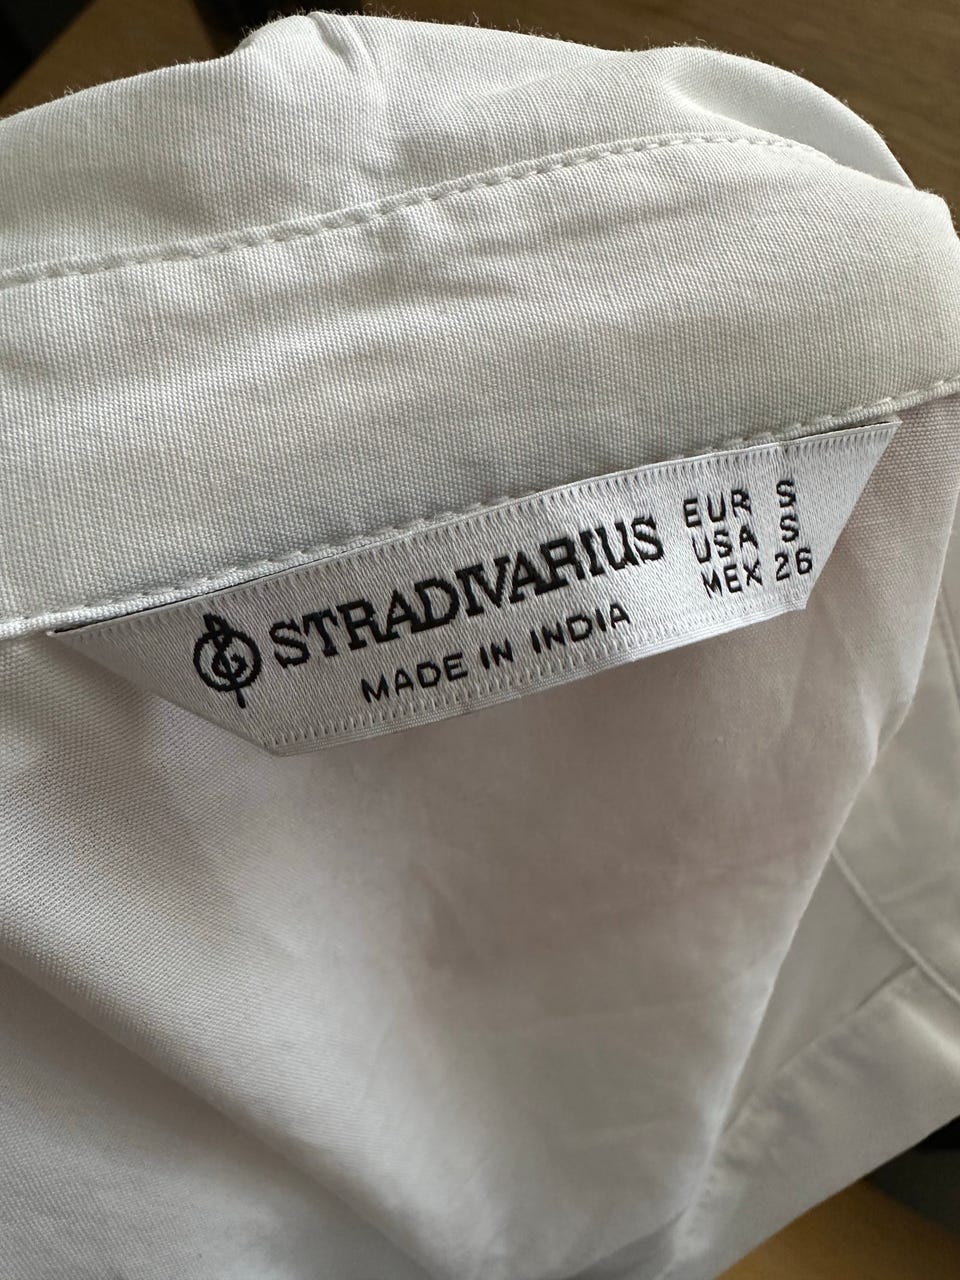 STRADIVARIUS
MADE IN INDIA
EUR S
USA S
MEX 26